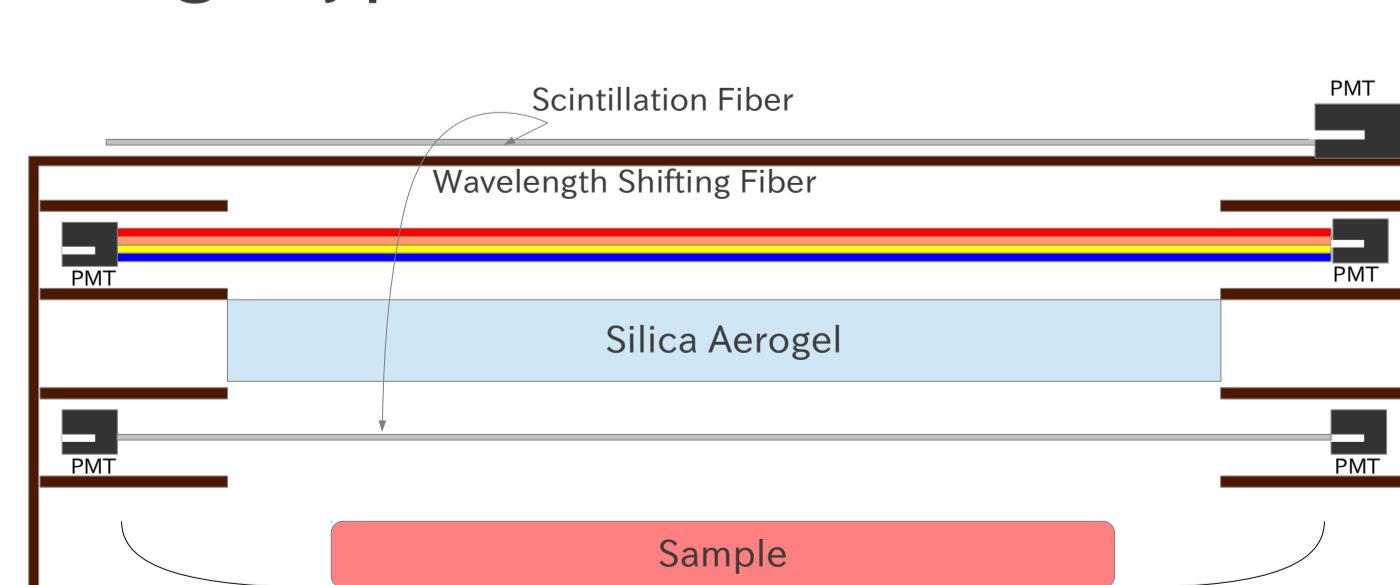 PMT
Scintillation Fiber
Wavelength Shifting Fiber
PMT
PMT
Silica Aerogel
PMT
PMT
Sample